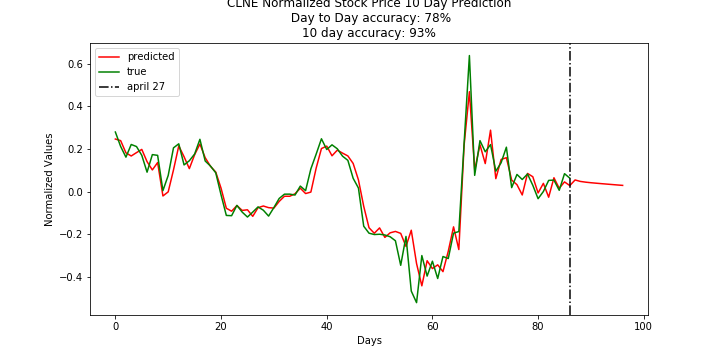 CLNE Normalized Stock Price 10 Day Prediction
Day to Day accuracy: 78%
10 day accuracy: 93%
predicted
true
april 27
Normalized Values
0.6
0.4
0.2
0.0
−0.2
−0.4
0
20
40
60
80
100
Days